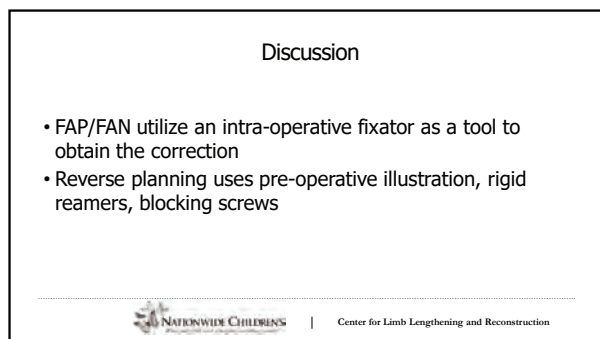 Discussion
• FAP/FAN utilize an intra-operative fixator as a tool to
obtain the correction
• Reverse planning uses pre-operative illustration, rigid
reamers, blocking screws
NATIONWIDE CHILDREN'S | Center for Limb Lengthening and Reconstruction